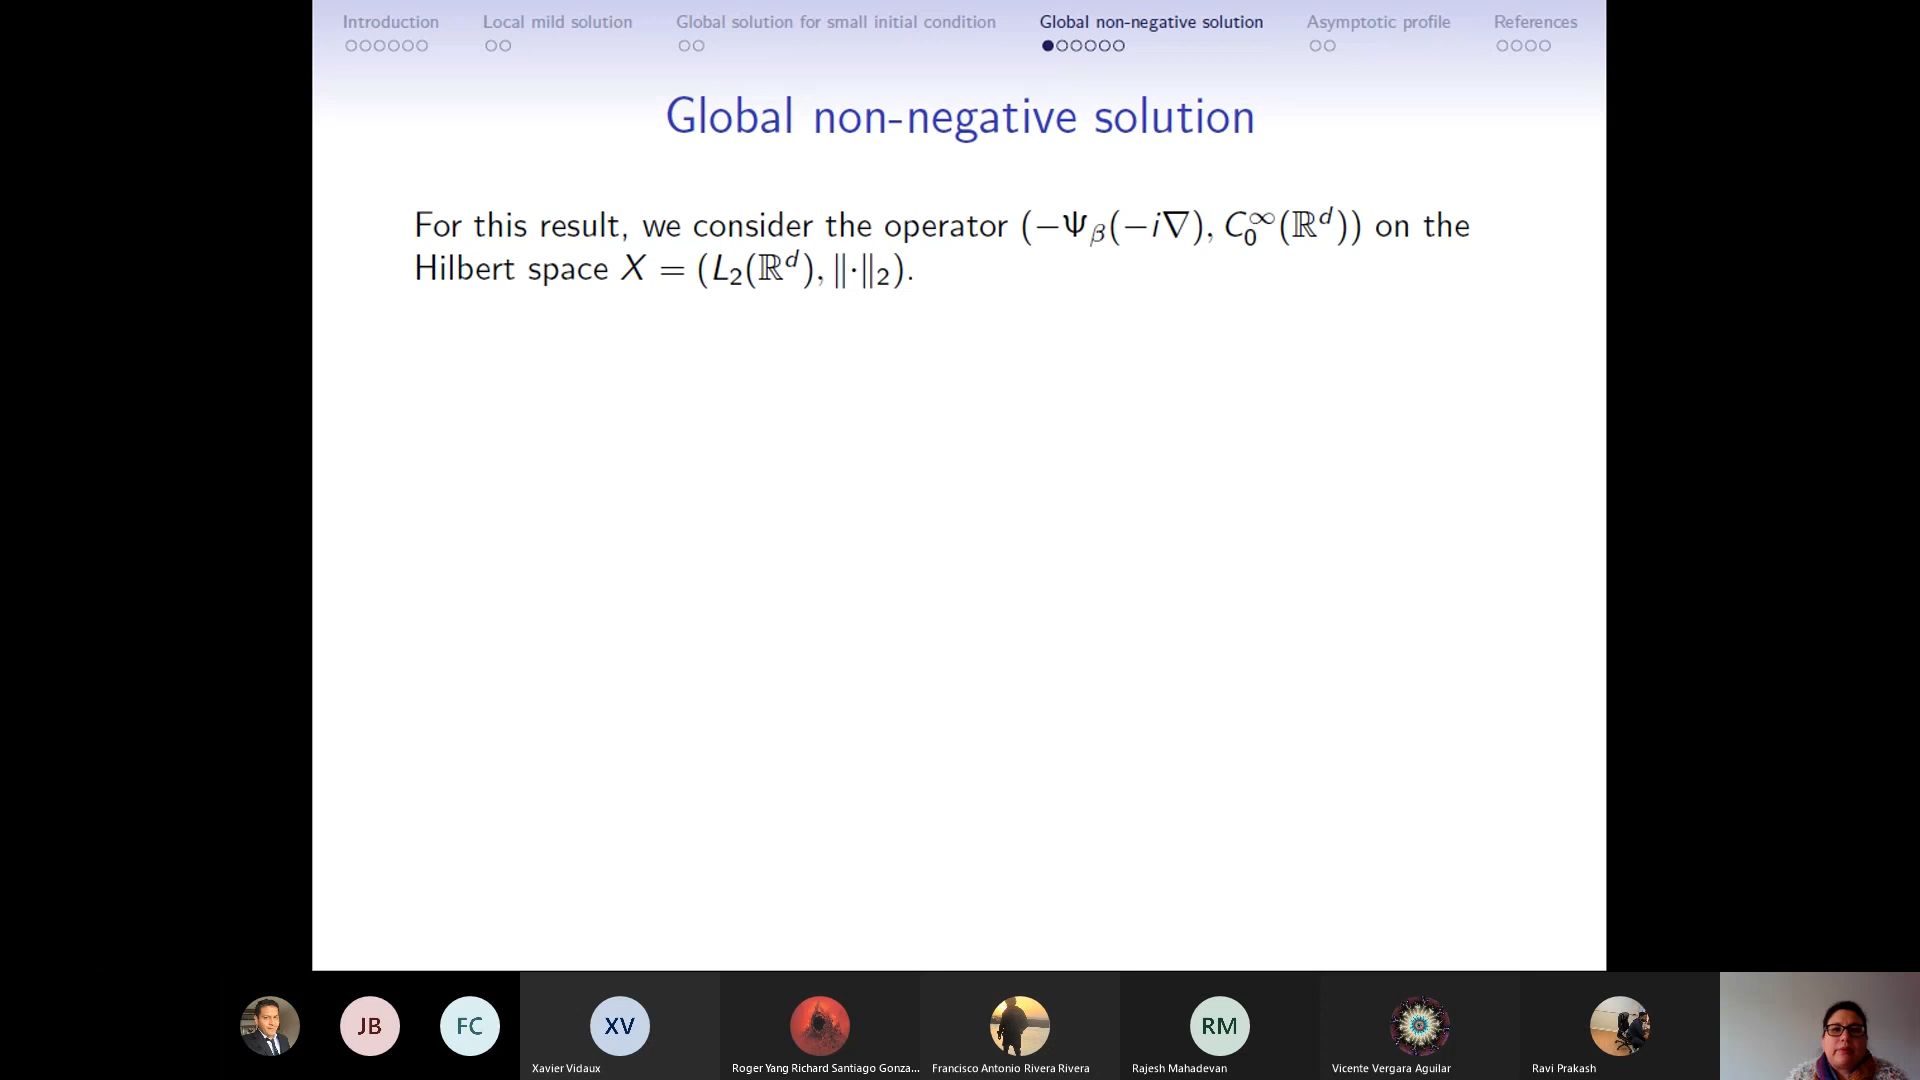 Introduction Local mild solution Global solution for small initial condition Global non-negative solution Asymptotic profile References
Global non-negative solution
For this result, we consider the operator (−Ψ_β(−i∇), C_0^∞(ℝ^d)) on the
Hilbert space X = (L_2(ℝ^d), ‖·‖_2).
JB FC XV RM
Xavier Vidaux Roger Yang Richard Santiago Gonza... Francisco Antonio Rivera Rivera Rajesh Mahadevan Vicente Vergara Aguilar Ravi Prakash